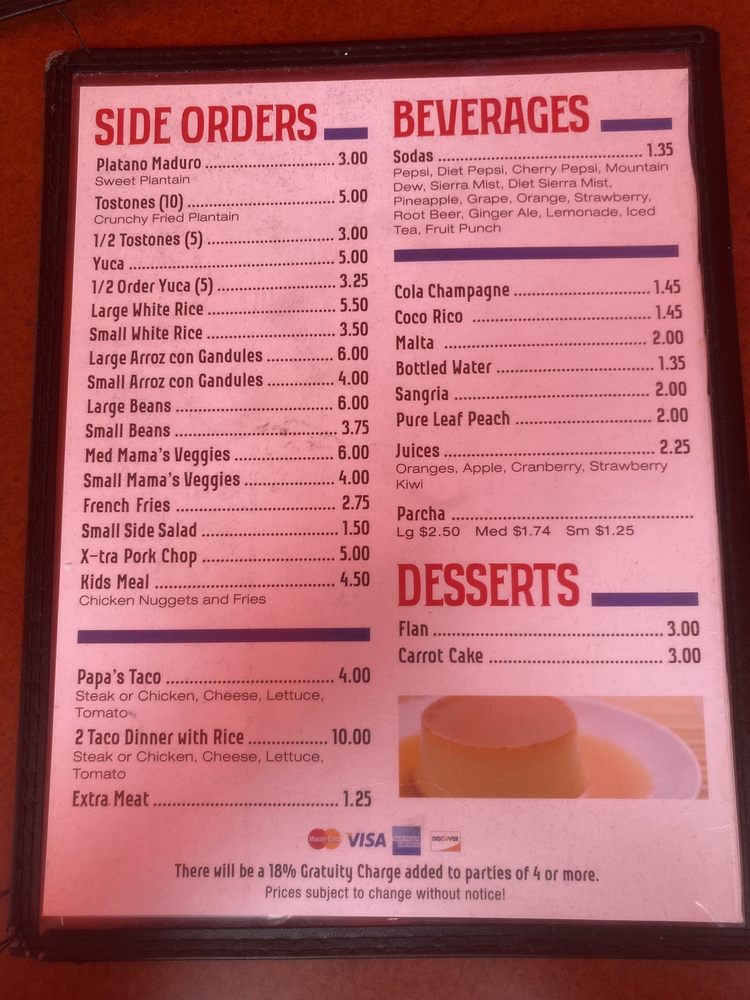 SIDE ORDERS
Platano Maduro 3.00
Sweet Plantain
Tostones (10) 5.00
Crunchy Fried Plantain
1/2 Tostones (5) 3.00
Yuca 5.00
1/2 Order Yuca (5) 3.25
Large White Rice 5.50
Small White Rice 3.50
Large Arroz con Gandules 6.00
Small Arroz con Gandules 4.00
Large Beans 6.00
Small Beans 3.75
Med Mama's Veggies 6.00
Small Mama's Veggies 4.00
French Fries 2.75
Small Side Salad 1.50
X-tra Pork Chop 5.00
Kids Meal 4.50
Chicken Nuggets and Fries
Papa's Taco 4.00
Steak or Chicken, Cheese, Lettuce,
Tomato
2 Taco Dinner with Rice 10.00
Steak or Chicken, Cheese, Lettuce,
Tomato
Extra Meat 1.25
BEVERAGES
Sodas 1.35
Pepsi, Diet Pepsi, Cherry Pepsi, Mountain
Dew, Sierra Mist, Diet Sierra Mist,
Pineapple, Grape, Orange, Strawberry,
Root Beer, Ginger Ale, Lemonade, Iced
Tea, Fruit Punch
Cola Champagne 1.45
Coco Rico 1.45
Malta 2.00
Bottled Water 1.35
Sangria 2.00
Pure Leaf Peach 2.00
Juices 2.25
Oranges, Apple, Cranberry, Strawberry
Kiwi
Parcha
Lg $2.50 Med $1.74 Sm $1.25
DESSERTS
Flan 3.00
Carrot Cake 3.00
MasterCard VISA AMERICAN EXPRESS DISCOVER
There will be a 18% Gratuity Charge added to parties of 4 or more.
Prices subject to change without notice!